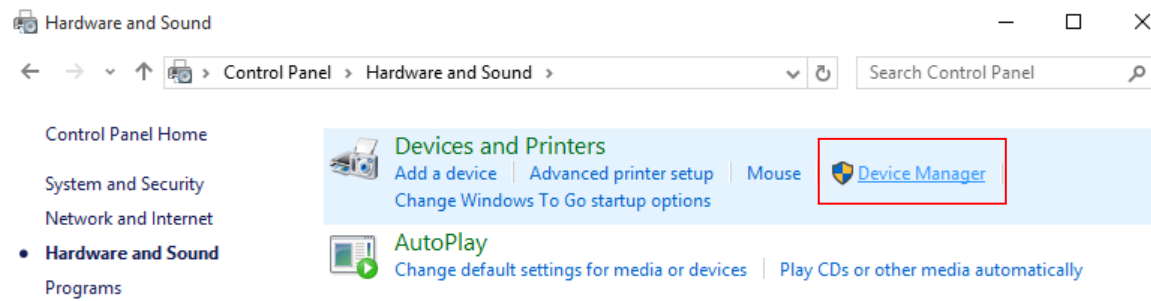 Hardware and Sound
Control Panel > Hardware and Sound >
Search Control Panel
Control Panel Home
System and Security
Network and Internet
Hardware and Sound
Programs
Devices and Printers
Add a device | Advanced printer setup | Mouse | Device Manager |
Change Windows To Go startup options
AutoPlay
Change default settings for media or devices | Play CDs or other media automatically